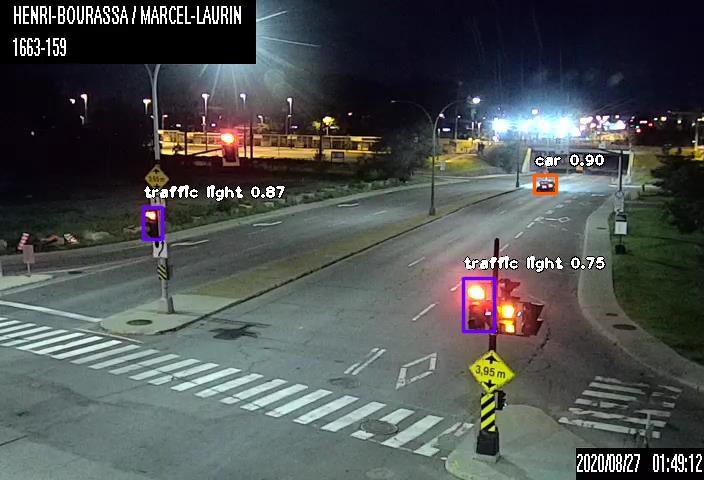 HENRI-BOURASSA / MARCEL-LAURIN
1663-159
car 0.90
traffic light 0.87
traffic light 0.75
3,95 m
2020/08/27 01:49:12